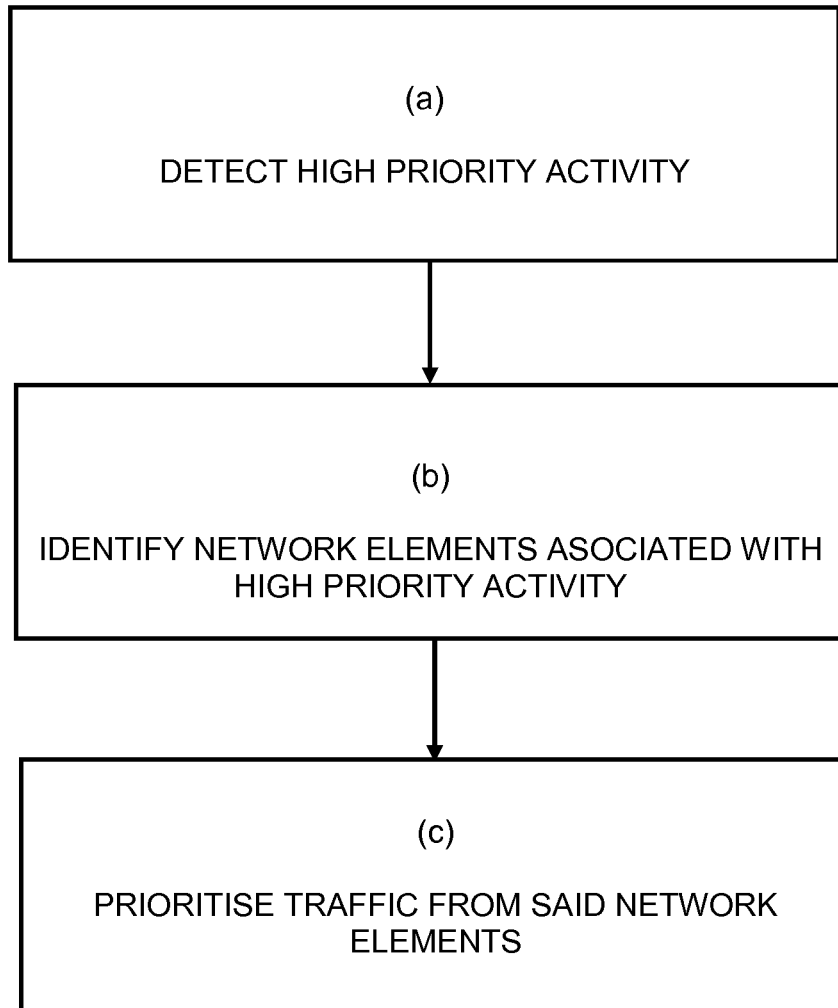 (a)
DETECT HIGH PRIORITY ACTIVITY
(b)
IDENTIFY NETWORK ELEMENTS ASOCIATED WITH
HIGH PRIORITY ACTIVITY
(c)
PRIORITISE TRAFFIC FROM SAID NETWORK
ELEMENTS